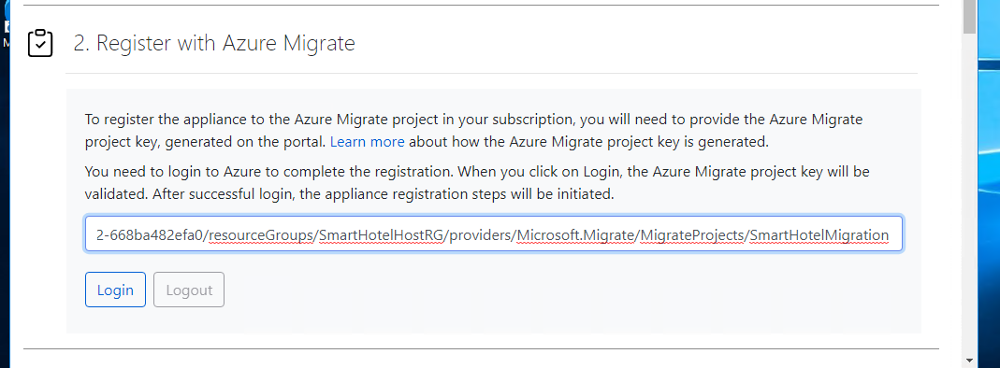 2. Register with Azure Migrate
To register the appliance to the Azure Migrate project in your subscription, you will need to provide the Azure Migrate
project key, generated on the portal. Learn more about how the Azure Migrate project key is generated.
You need to login to Azure to complete the registration. When you click on Login, the Azure Migrate project key will be
validated. After successful login, the appliance registration steps will be initiated.
2-668ba482efa0/resourceGroups/SmartHotelHostRG/providers/Microsoft.Migrate/MigrateProjects/SmartHotelMigration
Login Logout